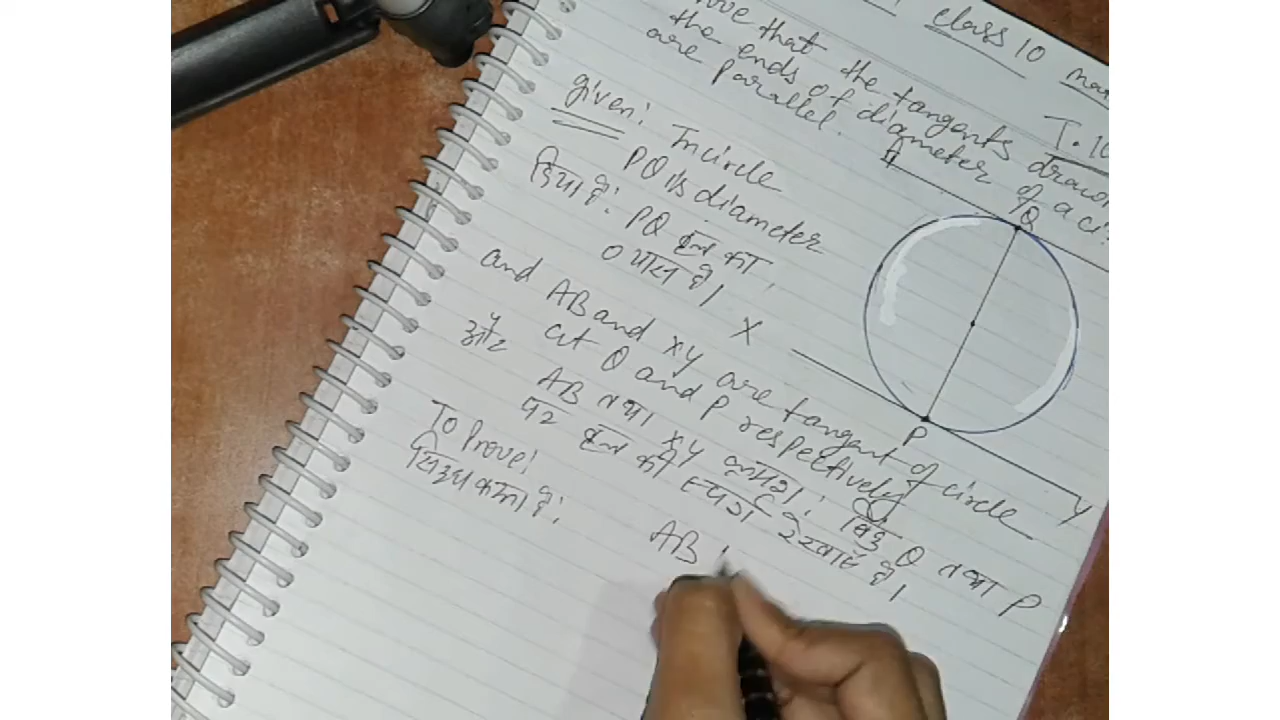 class 10
T.10
that the tangents drawn
the ends of diameter of a
are parallel.
given: In circle
PQ is diameter
दिया है: PQ वृत्त का
व्यास है।
and AB and XY are tangent of circle
at Q and P respectively
और AB तथा XY क्रमशः बिंदु Q तथा P
पर वृत्त की स्पर्श रेखाएँ है।
To Prove:
सिद्ध करना है:
AB
Q
X
P
Y